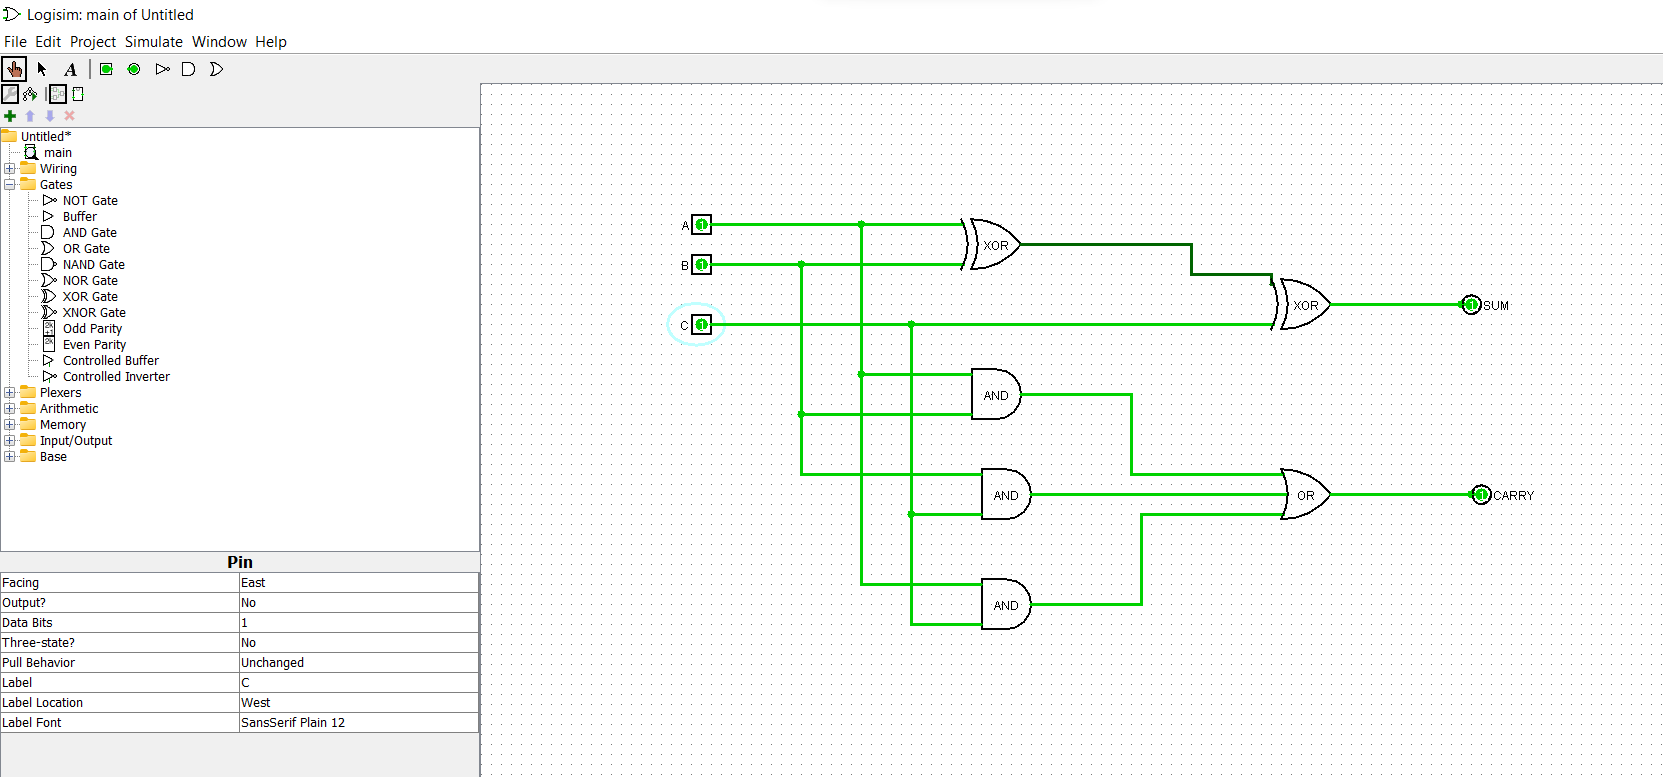 Logisim: main of Untitled
File Edit Project Simulate Window Help
A
Untitled*
main
Wiring
Gates
NOT Gate
Buffer
AND Gate
OR Gate
NAND Gate
NOR Gate
XOR Gate
XNOR Gate
Odd Parity
Even Parity
Controlled Buffer
Controlled Inverter
Plexers
Arithmetic
Memory
Input/Output
Base
Pin
Facing East
Output? No
Data Bits 1
Three-state? No
Pull Behavior Unchanged
Label C
Label Location West
Label Font SansSerif Plain 12
A 1
XOR
B 1
C 1
XOR
1 SUM
AND
AND
OR
1 CARRY
AND